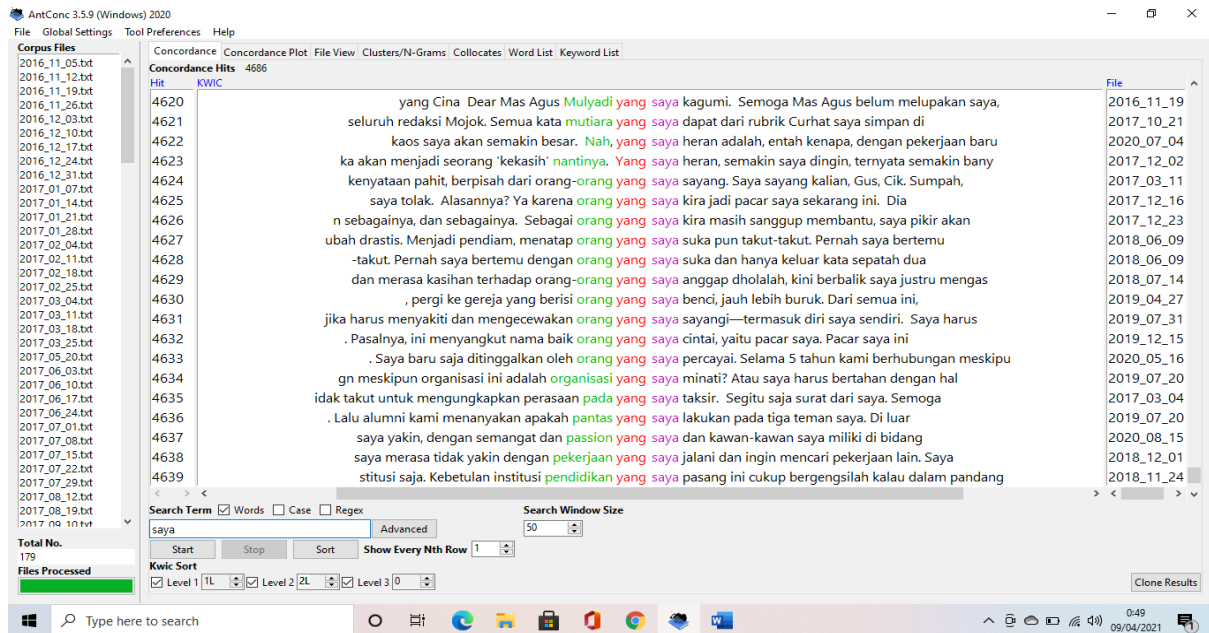 AntConc 3.5.9 (Windows) 2020
File Global Settings Tool Preferences Help
Corpus Files
2016_11_05.txt
2016_11_12.txt
2016_11_19.txt
2016_11_26.txt
2016_12_03.txt
2016_12_10.txt
2016_12_17.txt
2016_12_24.txt
2016_12_31.txt
2017_01_07.txt
2017_01_14.txt
2017_01_21.txt
2017_01_28.txt
2017_02_04.txt
2017_02_11.txt
2017_02_18.txt
2017_02_25.txt
2017_03_04.txt
2017_03_11.txt
2017_03_18.txt
2017_03_25.txt
2017_05_20.txt
2017_06_03.txt
2017_06_10.txt
2017_06_17.txt
2017_06_24.txt
2017_07_01.txt
2017_07_08.txt
2017_07_15.txt
2017_07_22.txt
2017_07_29.txt
2017_08_12.txt
2017_08_19.txt
2017_09_10.txt
Total No.
179
Files Processed
Concordance Concordance Plot File View Clusters/N-Grams Collocates Word List Keyword List
Concordance Hits 4686
Hit KWIC File
4620 yang Cina Dear Mas Agus Mulyadi yang saya kagumi. Semoga Mas Agus belum melupakan saya, 2016_11_19
4621 seluruh redaksi Mojok. Semua kata mutiara yang saya dapat dari rubrik Curhat saya simpan di 2017_10_21
4622 kaos saya akan semakin besar. Nah, yang saya heran adalah, entah kenapa, dengan pekerjaan baru 2020_07_04
4623 ka akan menjadi seorang ‘kekasih’ nantinya. Yang saya heran, semakin saya dingin, ternyata semakin bany 2017_12_02
4624 kenyataan pahit, berpisah dari orang-orang yang saya sayang. Saya sayang kalian, Gus, Cik. Sumpah, 2017_03_11
4625 saya tolak. Alasannya? Ya karena orang yang saya kira jadi pacar saya sekarang ini. Dia 2017_12_16
4626 n sebagainya, dan sebagainya. Sebagai orang yang saya kira masih sanggup membantu, saya pikir akan 2017_12_23
4627 ubah drastis. Menjadi pendiam, menatap orang yang saya suka pun takut-takut. Pernah saya bertemu 2018_06_09
4628 -takut. Pernah saya bertemu dengan orang yang saya suka dan hanya keluar kata sepatah dua 2018_06_09
4629 dan merasa kasihan terhadap orang-orang yang saya anggap dholalah, kini berbalik saya justru mengas 2018_07_14
4630 , pergi ke gereja yang berisi orang yang saya benci, jauh lebih buruk. Dari semua ini, 2019_04_27
4631 jika harus menyakiti dan mengecewakan orang yang saya sayangi—termasuk diri saya sendiri. Saya harus 2019_07_31
4632 . Pasalnya, ini menyangkut nama baik orang yang saya cintai, yaitu pacar saya. Pacar saya ini 2019_12_15
4633 . Saya baru saja ditinggalkan oleh orang yang saya percayai. Selama 5 tahun kami berhubungan meskipu 2020_05_16
4634 gn meskipun organisasi ini adalah organisasi yang saya minati? Atau saya harus bertahan dengan hal 2019_07_20
4635 idak takut untuk mengungkapkan perasaan pada yang saya taksir. Segitu saja surat dari saya. Semoga 2017_03_04
4636 . Lalu alumni kami menanyakan apakah pantas yang saya lakukan pada tiga teman saya. Di luar 2019_07_20
4637 saya yakin, dengan semangat dan passion yang saya dan kawan-kawan saya miliki di bidang 2020_08_15
4638 saya merasa tidak yakin dengan pekerjaan yang saya jalani dan ingin mencari pekerjaan lain. Saya 2018_12_01
4639 stitusi saja. Kebetulan institusi pendidikan yang saya pasang ini cukup bergengsilah kalau dalam pandang 2018_11_24
Search Term Words Case Regex Search Window Size
saya Advanced 50
Start Stop Sort Show Every Nth Row 1
Kwic Sort
Level 1 1L Level 2 2L Level 3 0 Clone Results
Type here to search
0:49
09/04/2021